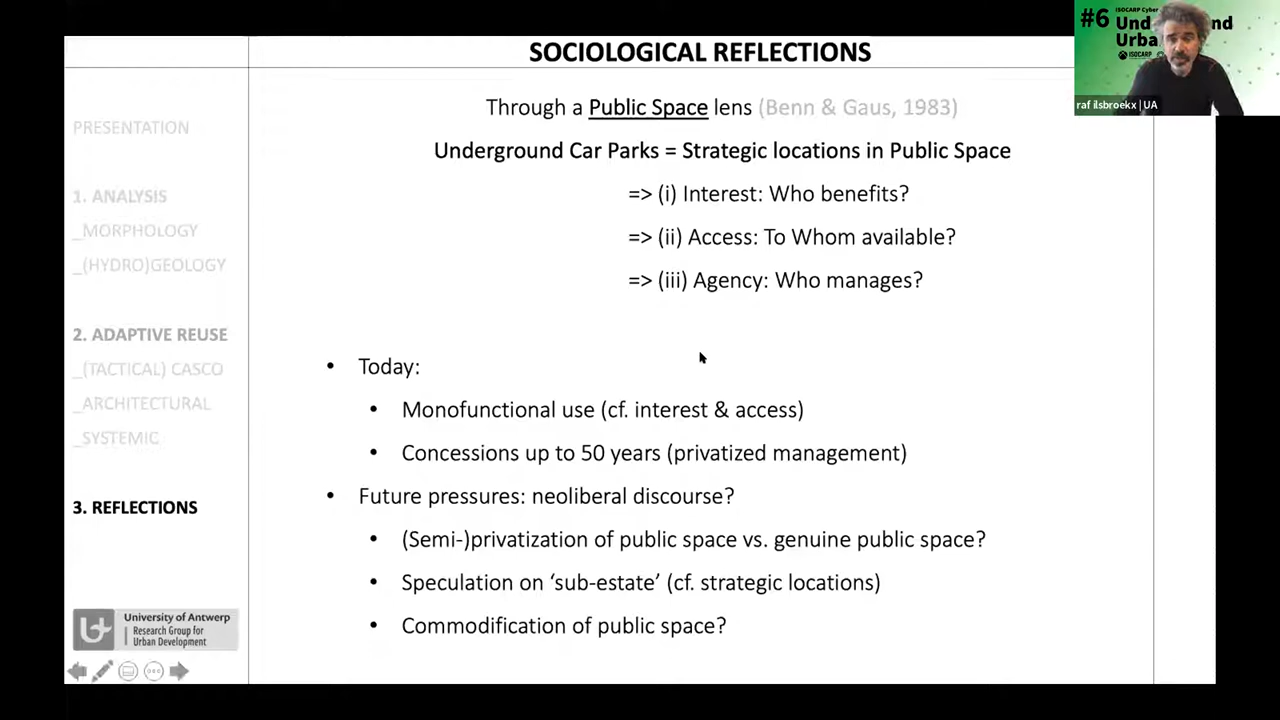 SOCIOLOGICAL REFLECTIONS
Through a Public Space lens (Benn & Gaus, 1983)
Underground Car Parks = Strategic locations in Public Space
=> (i) Interest: Who benefits?
=> (ii) Access: To Whom available?
=> (iii) Agency: Who manages?
• Today:
• Monofunctional use (cf. interest & access)
• Concessions up to 50 years (privatized management)
• Future pressures: neoliberal discourse?
• (Semi-)privatization of public space vs. genuine public space?
• Speculation on ‘sub-estate’ (cf. strategic locations)
• Commodification of public space?
PRESENTATION
1. ANALYSIS
_MORPHOLOGY
_(HYDRO)GEOLOGY
2. ADAPTIVE REUSE
_(TACTICAL) CASCO
_ARCHITECTURAL
_SYSTEMIC
3. REFLECTIONS
University of Antwerp
Research Group for
Urban Development
#6
ISOCARP Cyber
Und nd
Urba
ISOCARP
raf ilsbroekx | UA